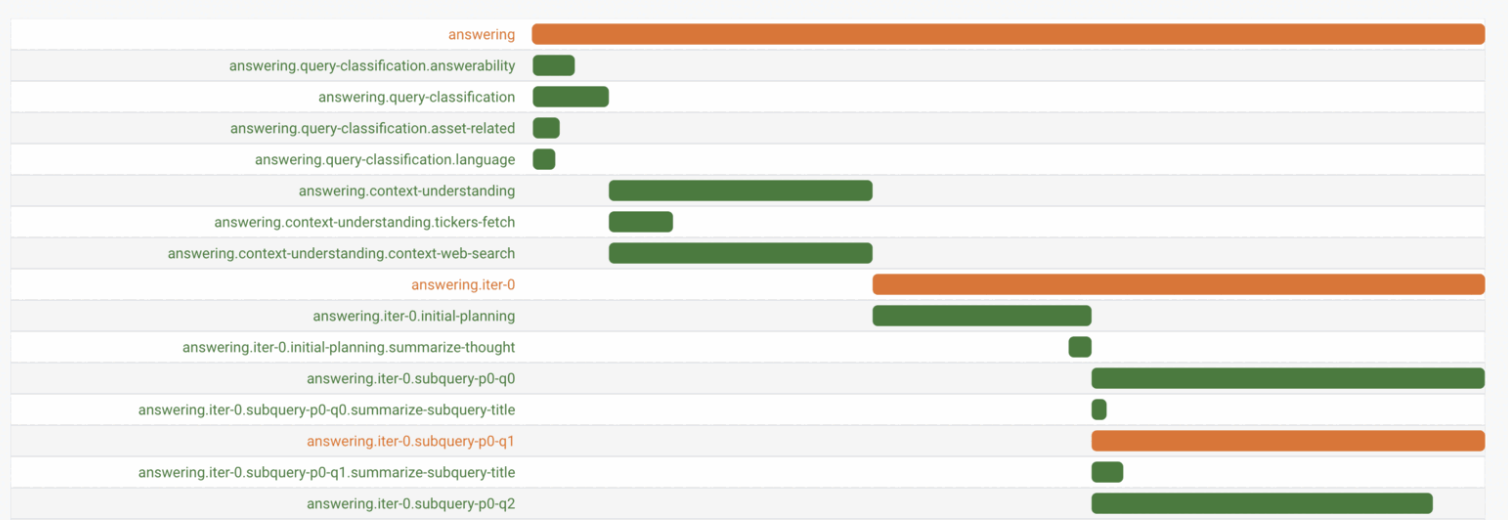 answering
answering.query-classification.answerability
answering.query-classification
answering.query-classification.asset-related
answering.query-classification.language
answering.context-understanding
answering.context-understanding.tickers-fetch
answering.context-understanding.context-web-search
answering.iter-0
answering.iter-0.initial-planning
answering.iter-0.initial-planning.summarize-thought
answering.iter-0.subquery-p0-q0
answering.iter-0.subquery-p0-q0.summarize-subquery-title
answering.iter-0.subquery-p0-q1
answering.iter-0.subquery-p0-q1.summarize-subquery-title
answering.iter-0.subquery-p0-q2